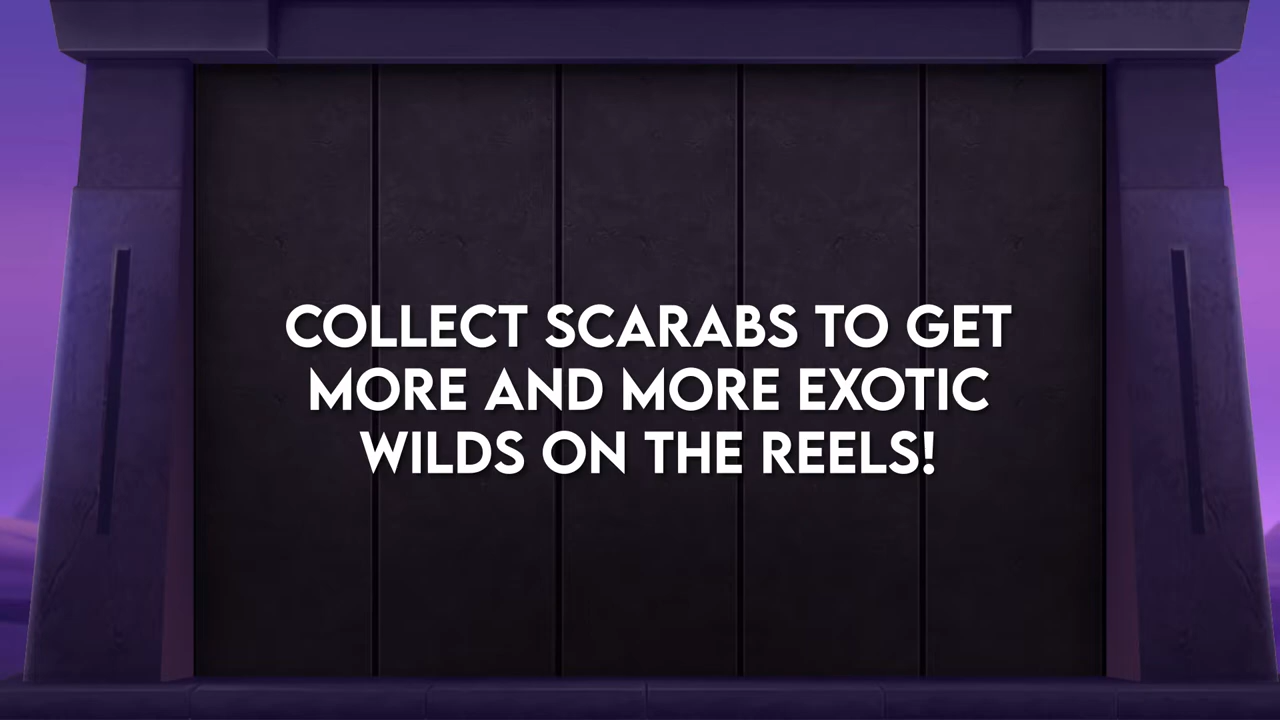 COLLECT SCARABS TO GET
MORE AND MORE EXOTIC
WILDS ON THE REELS!